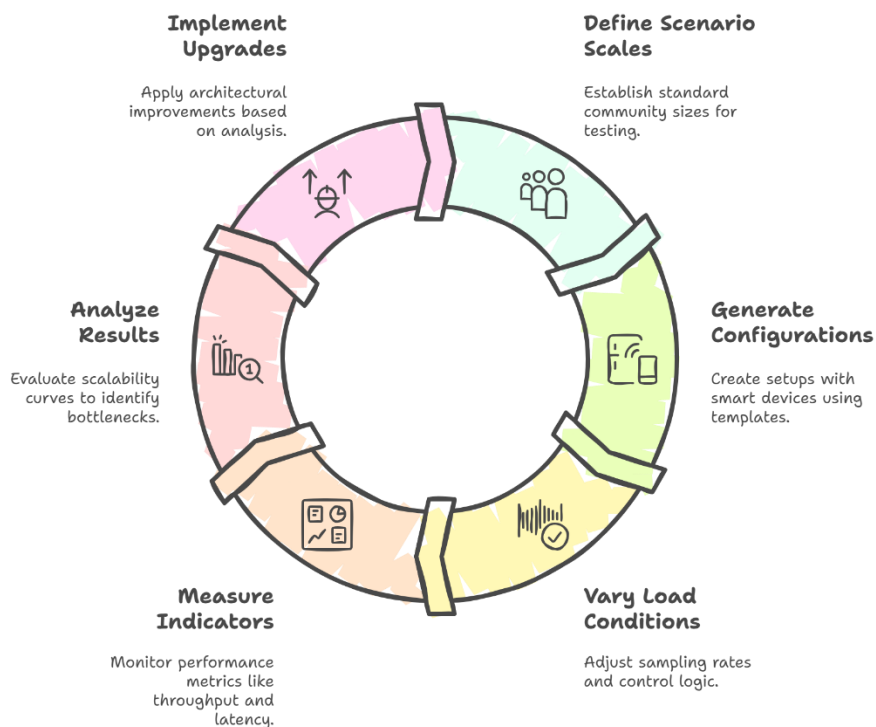 Implement
Upgrades
Apply architectural
improvements based
on analysis.
Define Scenario
Scales
Establish standard
community sizes for
testing.
Analyze
Results
Evaluate scalability
curves to identify
bottlenecks.
1
Generate
Configurations
Create setups with
smart devices using
templates.
Measure
Indicators
Monitor performance
metrics like
throughput and
latency.
Vary Load
Conditions
Adjust sampling rates
and control logic.